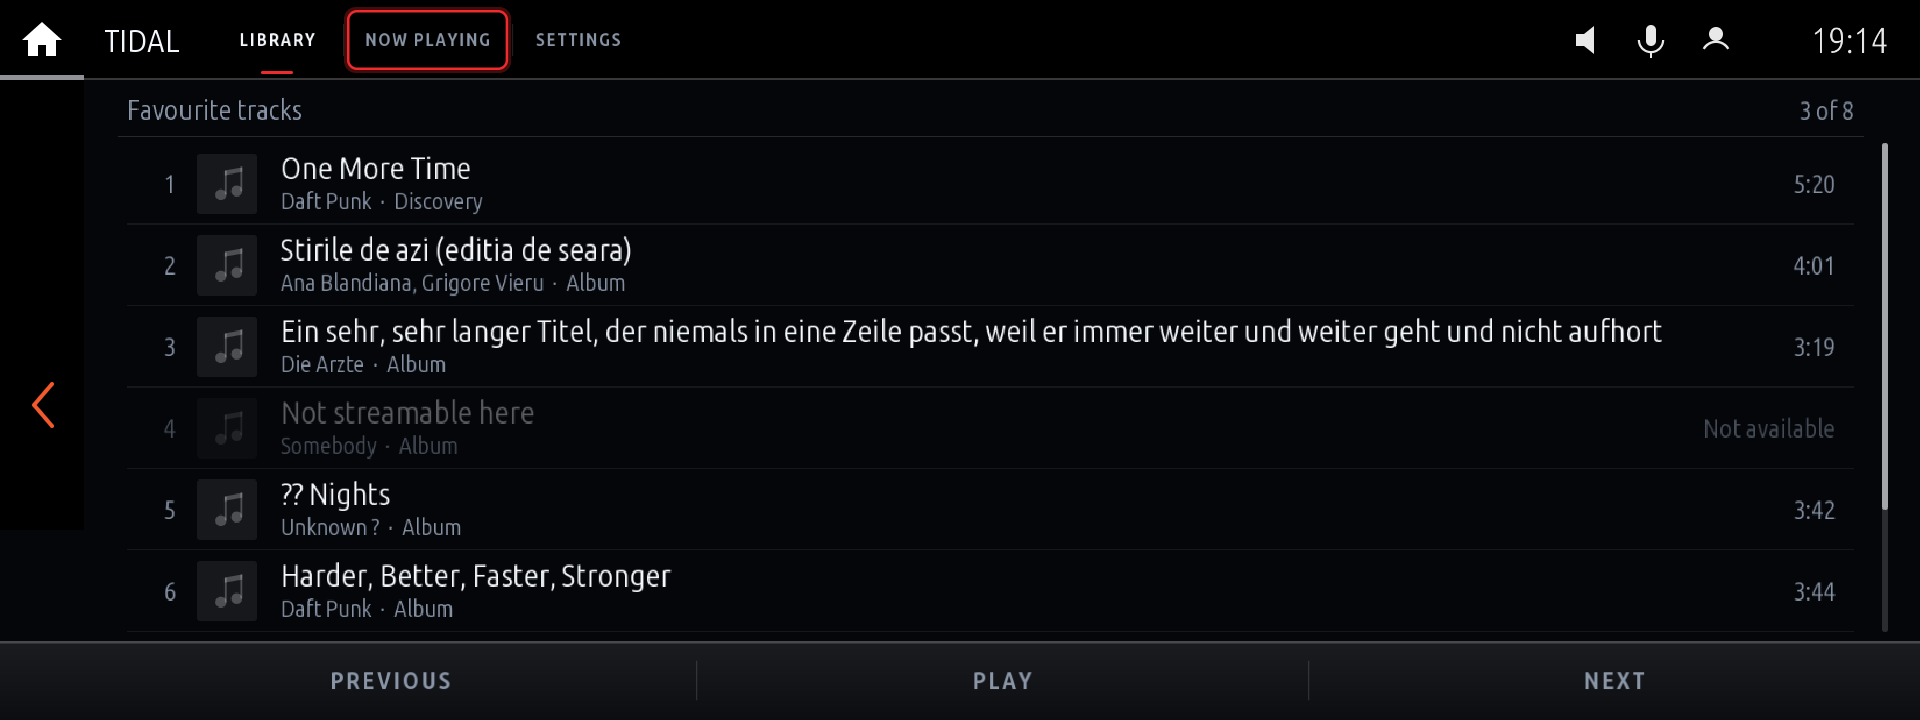 TIDAL LIBRARY NOW PLAYING SETTINGS 19:14
Favourite tracks 3 of 8
1 One More Time 5:20
Daft Punk · Discovery
2 Stirile de azi (editia de seara) 4:01
Ana Blandiana, Grigore Vieru · Album
3 Ein sehr, sehr langer Titel, der niemals in eine Zeile passt, weil er immer weiter und weiter geht und nicht aufhort 3:19
Die Arzte · Album
4 Not streamable here Not available
Somebody · Album
5 ?? Nights 3:42
Unknown ? · Album
6 Harder, Better, Faster, Stronger 3:44
Daft Punk · Album
PREVIOUS PLAY NEXT